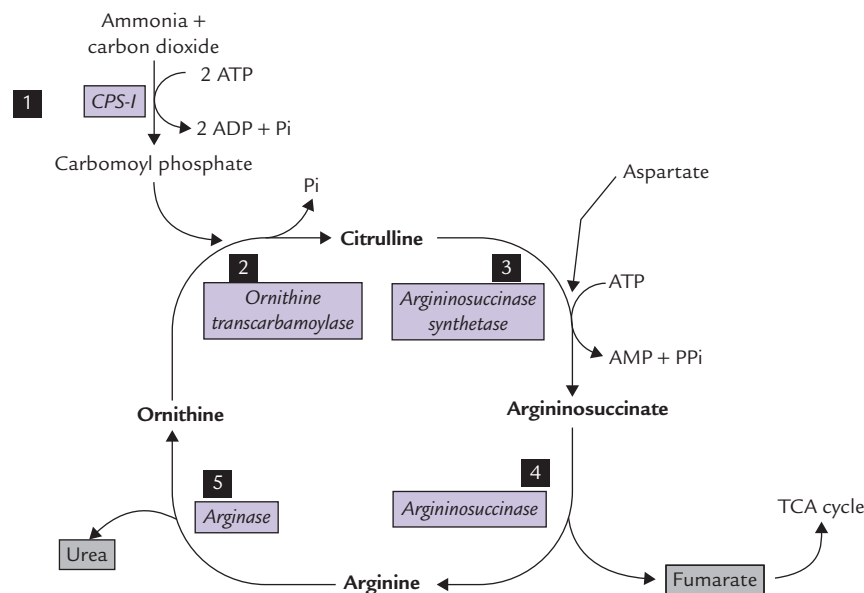 Ammonia +
carbon dioxide
2 ATP
1
CPS-I
2 ADP + Pi
Carbomoyl phosphate
Pi
Aspartate
Citrulline
2
3
Ornithine
transcarbamoylase
Argininosuccinase
synthetase
ATP
AMP + PPi
Ornithine
Argininosuccinate
5
4
Arginase
Argininosuccinase
TCA cycle
Urea
Arginine
Fumarate